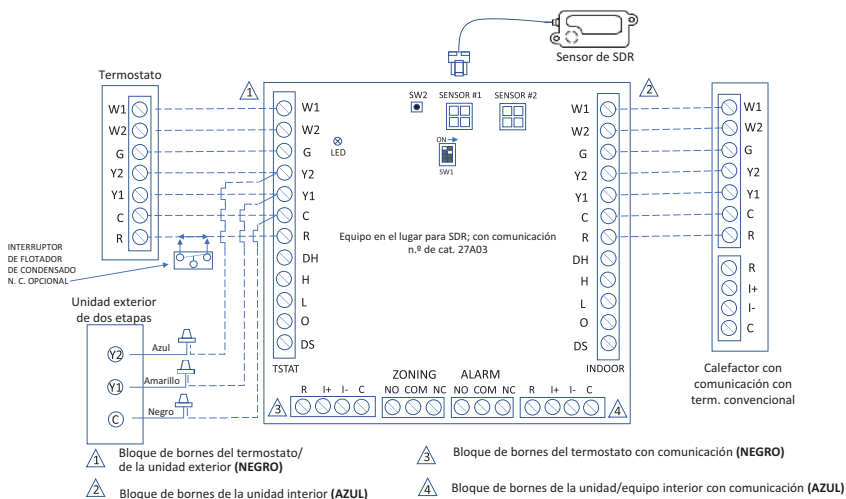 Sensor de SDR
Termostato
W1
W2
G
Y2
Y1
C
R
INTERRUPTOR
DE FLOTADOR
DE CONDENSADO
N. C. OPCIONAL
Unidad exterior
de dos etapas
Y2
Azul
Y1
Amarillo
C
Negro
1
W1
W2
G
Y2
Y1
C
R
DH
H
L
O
DS
TSTAT
LED
SW2
SENSOR #1
SENSOR #2
ON
SW1
Equipo en el lugar para SDR; con comunicación
n.º de cat. 27A03
2
W1
W2
G
Y2
Y1
C
R
DH
H
L
O
DS
INDOOR
ZONING
ALARM
R I+ I- C
NO COM NC
NO COM NC
R I+ I- C
3
4
W1
W2
G
Y2
Y1
C
R
R
I+
I-
C
Calefactor con
comunicación con
term. convencional
1 Bloque de bornes del termostato/
de la unidad exterior (NEGRO)
2 Bloque de bornes de la unidad interior (AZUL)
3 Bloque de bornes del termostato con comunicación (NEGRO)
4 Bloque de bornes de la unidad/equipo interior con comunicación (AZUL)